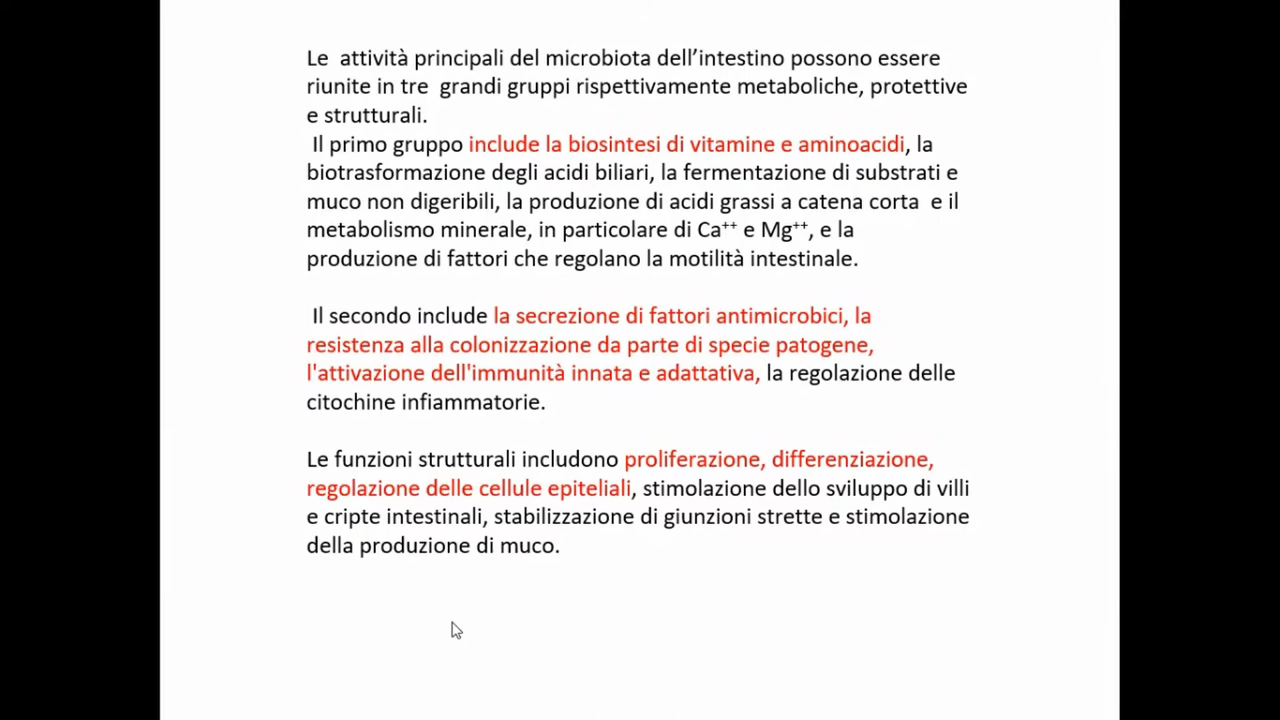 Le  attività principali del microbiota dell’intestino possono essere
riunite in tre  grandi gruppi rispettivamente metaboliche, protettive
e strutturali.
Il primo gruppo include la biosintesi di vitamine e aminoacidi, la
biotrasformazione degli acidi biliari, la fermentazione di substrati e
muco non digeribili, la produzione di acidi grassi a catena corta  e il
metabolismo minerale, in particolare di Ca⁺⁺ e Mg⁺⁺, e la
produzione di fattori che regolano la motilità intestinale.
Il secondo include la secrezione di fattori antimicrobici, la
resistenza alla colonizzazione da parte di specie patogene,
l'attivazione dell'immunità innata e adattativa, la regolazione delle
citochine infiammatorie.
Le funzioni strutturali includono proliferazione, differenziazione,
regolazione delle cellule epiteliali, stimolazione dello sviluppo di villi
e cripte intestinali, stabilizzazione di giunzioni strette e stimolazione
della produzione di muco.